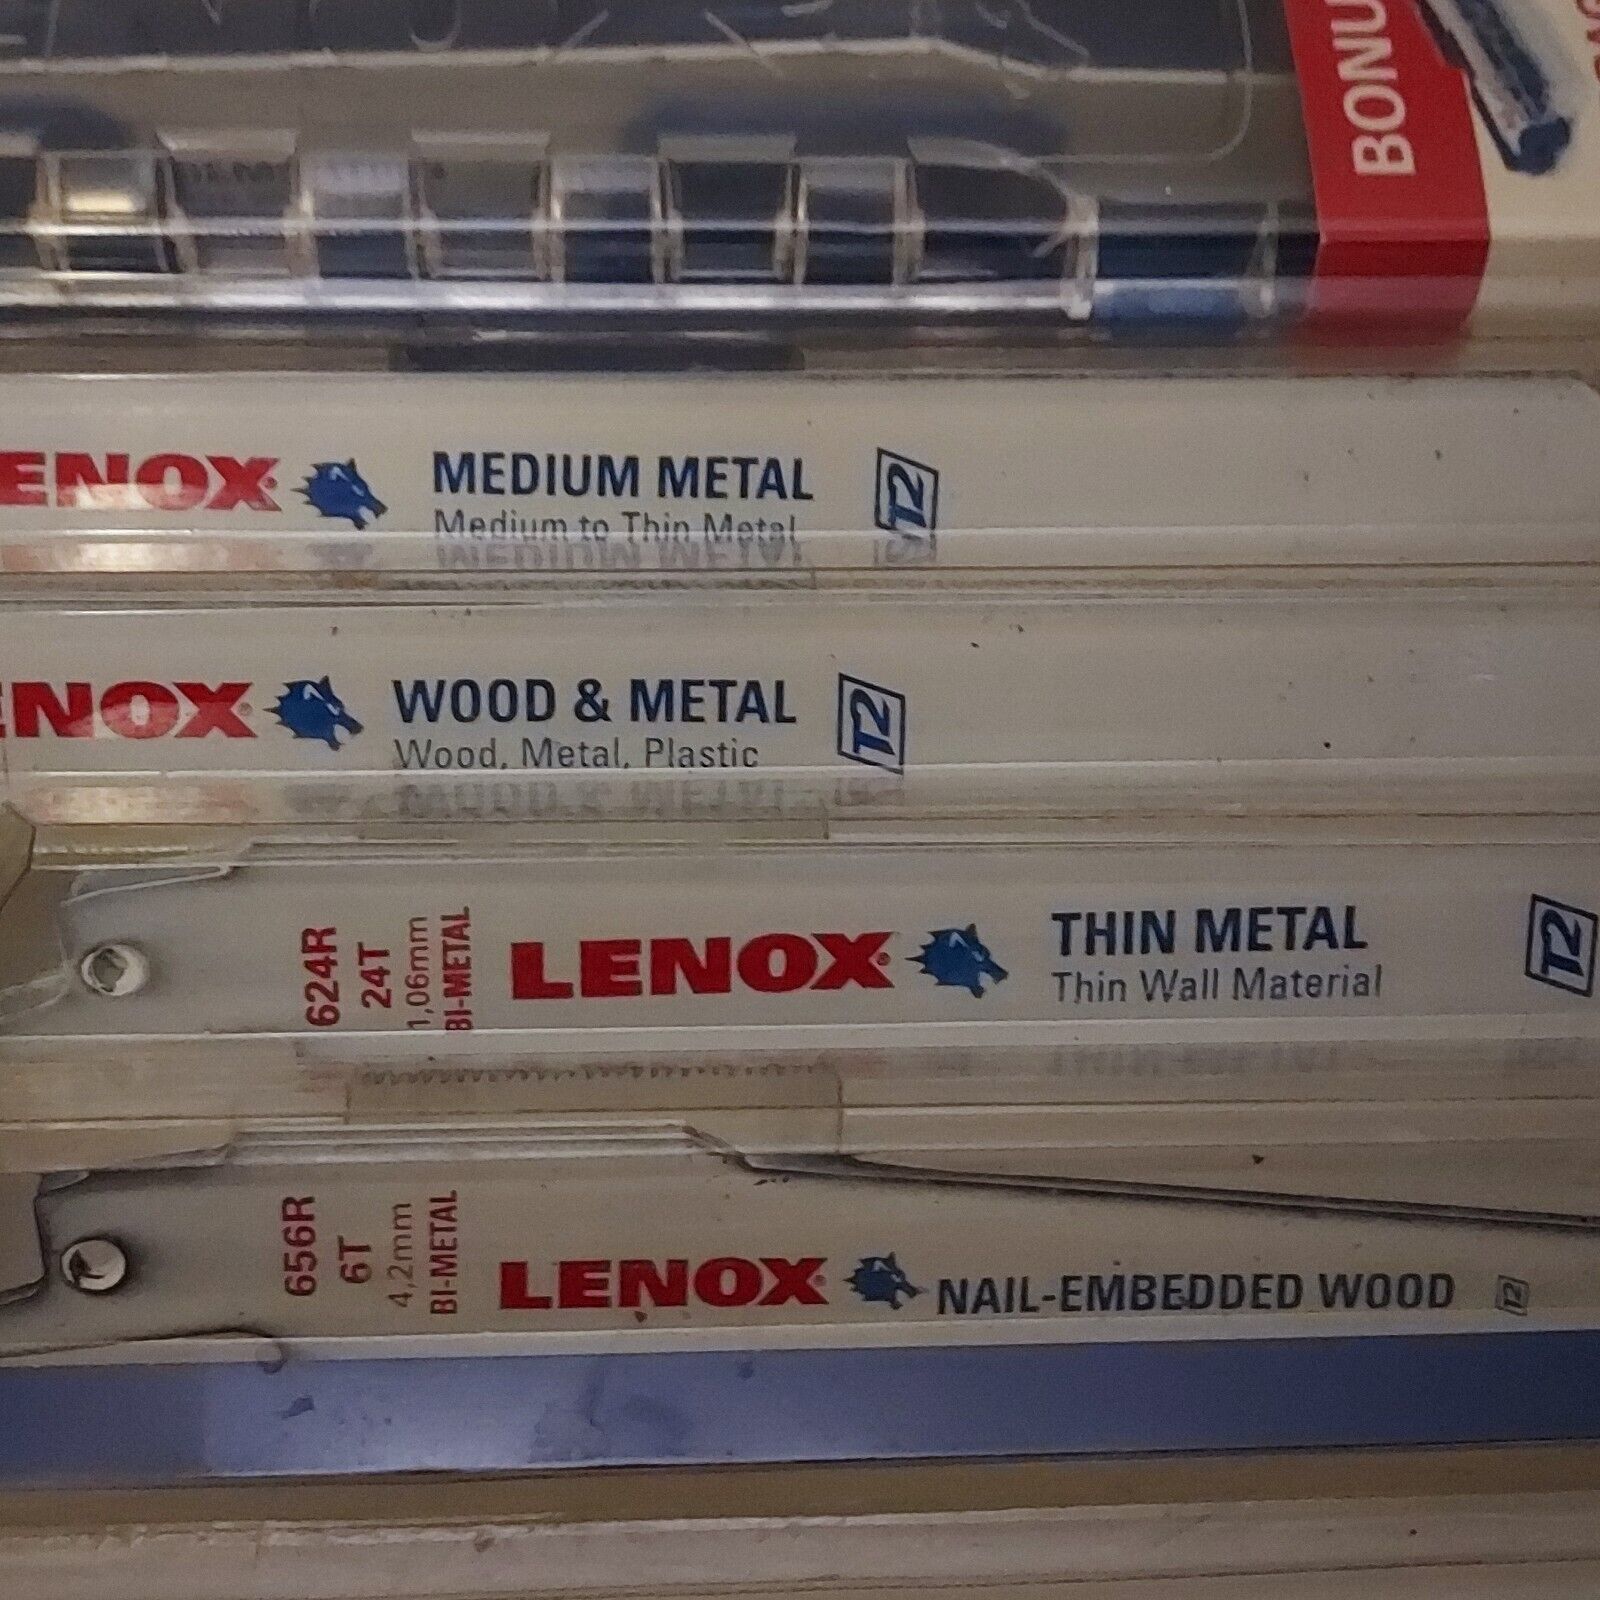 BONU
ENOX
MEDIUM METAL
Medium to Thin Metal
T2
ENOX
WOOD & METAL
Wood, Metal, Plastic
T2
624R
24T
1,06mm
BI-METAL
LENOX
THIN METAL
Thin Wall Material
T2
656R
6T
4,2mm
BI-METAL
LENOX
NAIL-EMBEDDED WOOD
T2